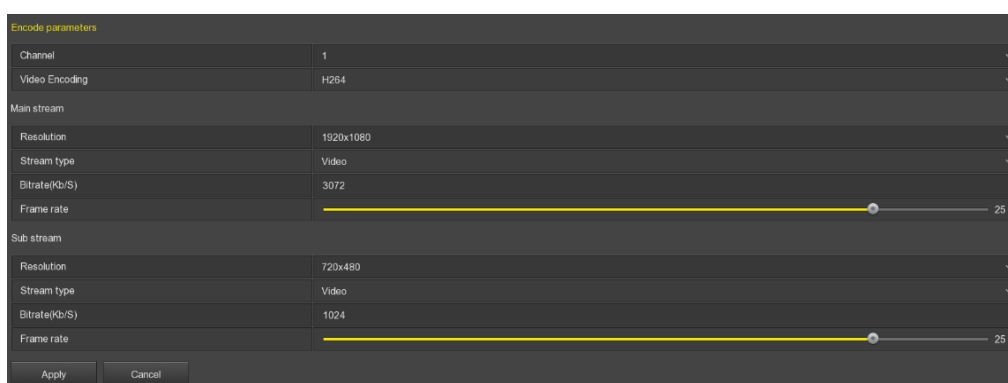 Encode parameters
Channel 1
Video Encoding H264
Main stream
Resolution 1920x1080
Stream type Video
Bitrate(Kb/S) 3072
Frame rate 25
Sub stream
Resolution 720x480
Stream type Video
Bitrate(Kb/S) 1024
Frame rate 25
Apply Cancel